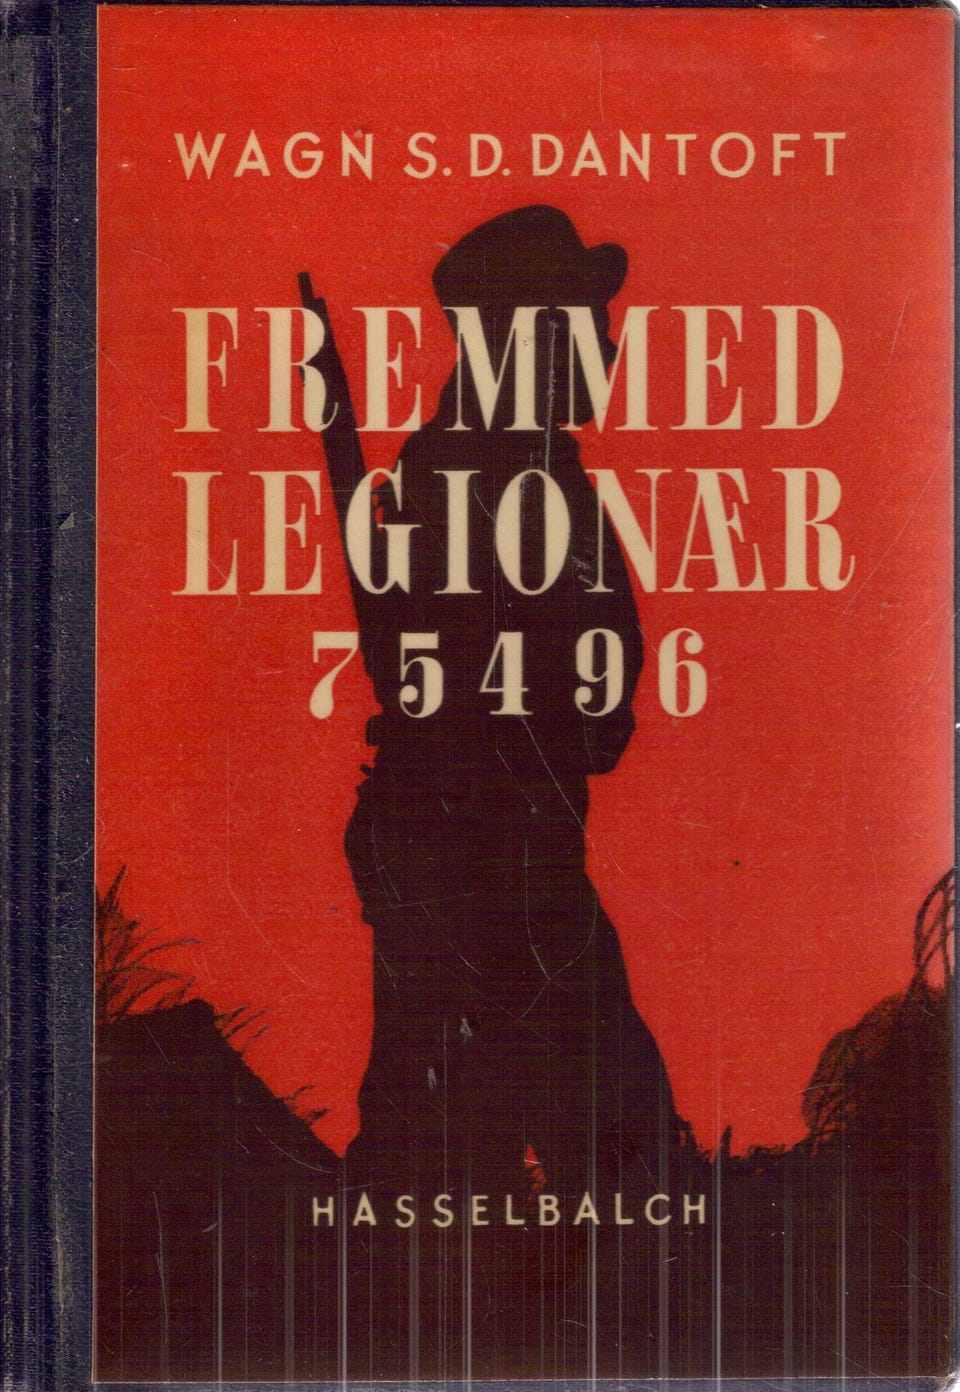 WAGN S. D. DANTOFT
FREMMED
LEGIONÆR
75496
HASSELBALCH